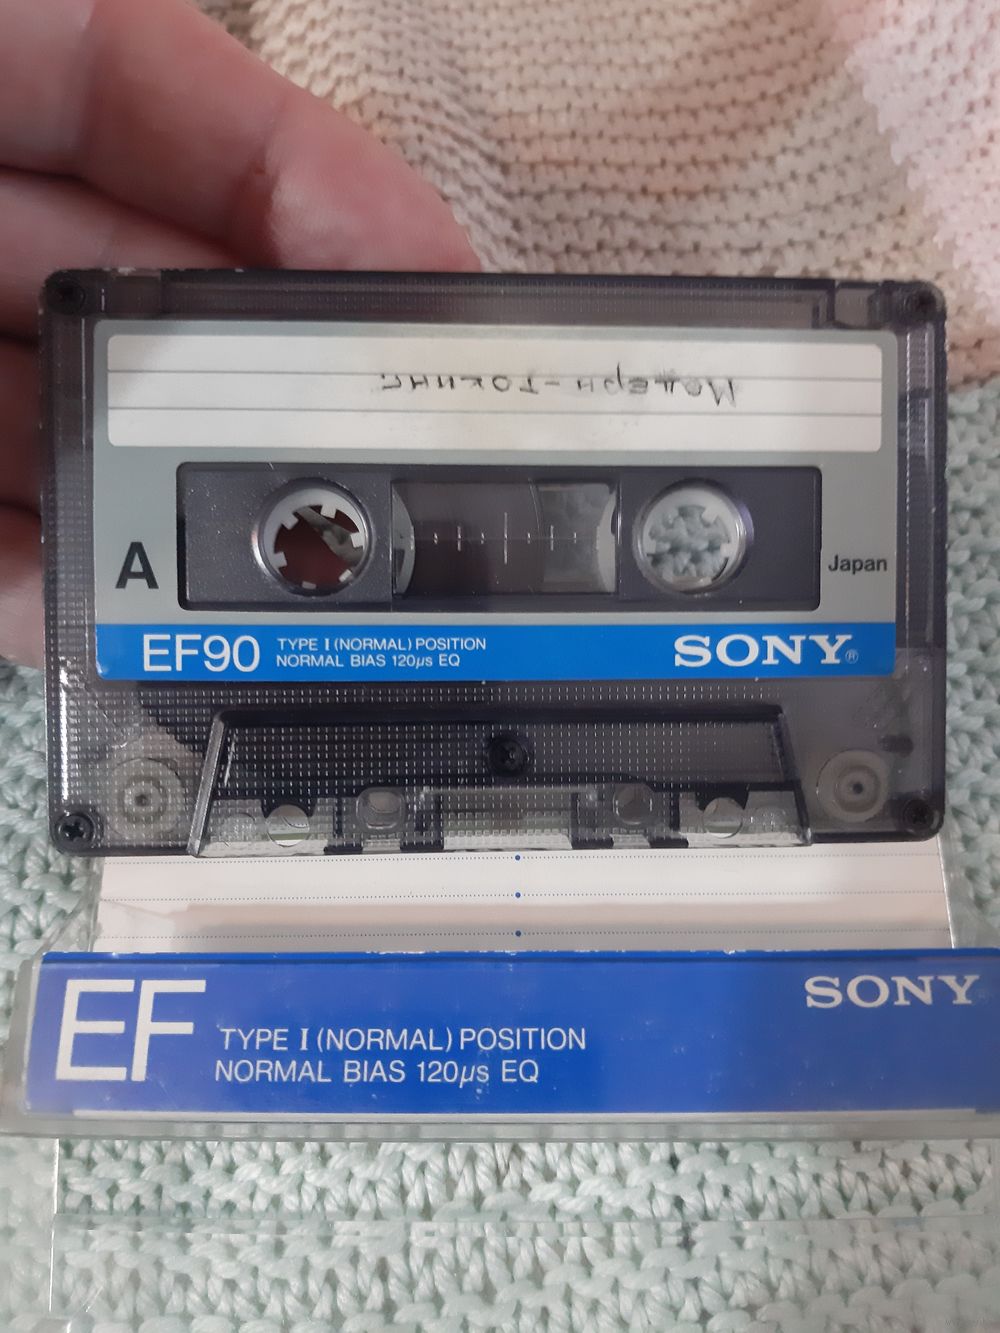 Модерн-Токинг
A
Japan
EF90 TYPE I (NORMAL) POSITION
NORMAL BIAS 120µs EQ
SONY®
EF
SONY
TYPE I (NORMAL) POSITION
NORMAL BIAS 120µs EQ